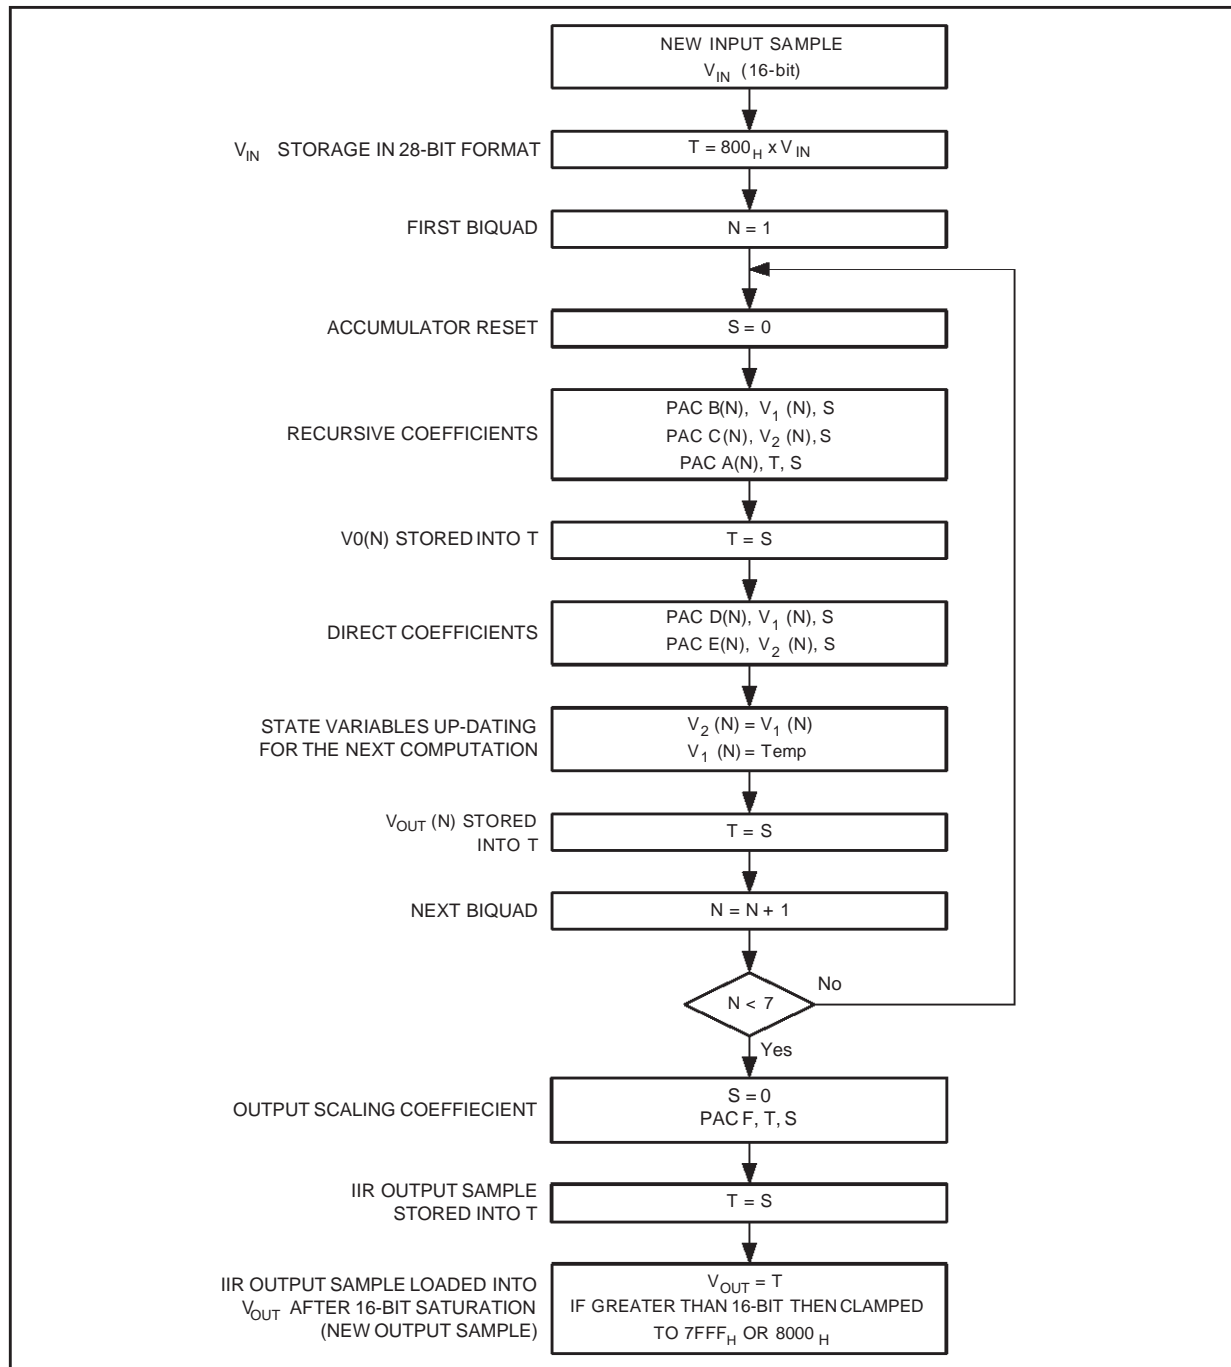 NEW INPUT SAMPLE
V_IN (16-bit)
V_IN STORAGE IN 28-BIT FORMAT
T = 800_H x V_IN
FIRST BIQUAD
N = 1
ACCUMULATOR RESET
S = 0
RECURSIVE COEFFICIENTS
PAC B(N), V_1 (N), S
PAC C(N), V_2 (N), S
PAC A(N), T, S
V0(N) STORED INTO T
T = S
DIRECT COEFFICIENTS
PAC D(N), V_1 (N), S
PAC E(N), V_2 (N), S
STATE VARIABLES UP-DATING
FOR THE NEXT COMPUTATION
V_2 (N) = V_1 (N)
V_1 (N) = Temp
V_OUT (N) STORED
INTO T
T = S
NEXT BIQUAD
N = N + 1
N < 7
No
Yes
OUTPUT SCALING COEFFIECIENT
S = 0
PAC F, T, S
IIR OUTPUT SAMPLE
STORED INTO T
T = S
IIR OUTPUT SAMPLE LOADED INTO
V_OUT AFTER 16-BIT SATURATION
(NEW OUTPUT SAMPLE)
V_OUT = T
IF GREATER THAN 16-BIT THEN CLAMPED
TO 7FFF_H OR 8000_H